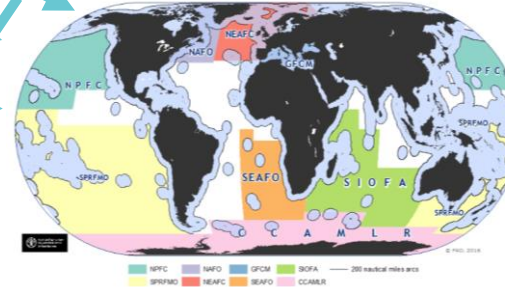 NEAFC
NAFO
GFCM
NPFC
NPFC
SPRFMO
SPRFMO
SEAFO
SIOFA
SPRFMO
CCAMLR
© FAO, 2016
NPFC NAFO GFCM SIOFA 200 nautical miles arcs
SPRFMO NEAFC SEAFO CCAMLR